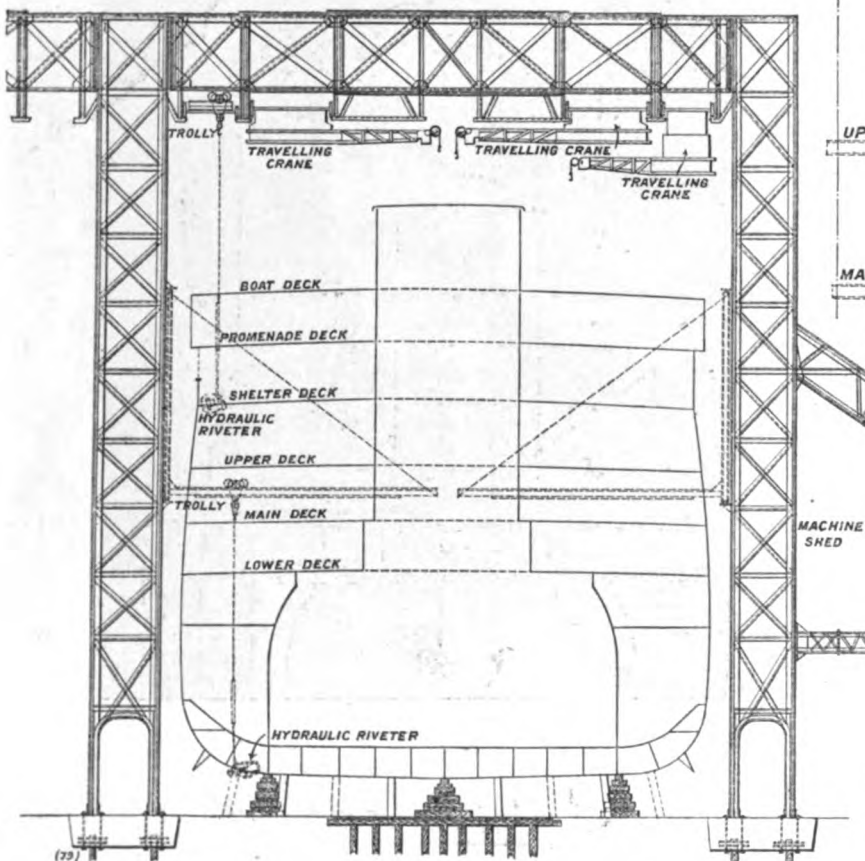 TROLLY
TRAVELLING
CRANE
TRAVELLING CRANE
TRAVELLING
CRANE
UP
MA
BOAT DECK
PROMENADE DECK
SHELTER DECK
HYDRAULIC
RIVETER
UPPER DECK
TROLLY
MAIN DECK
MACHINE
SHED
LOWER DECK
HYDRAULIC RIVETER
(79)